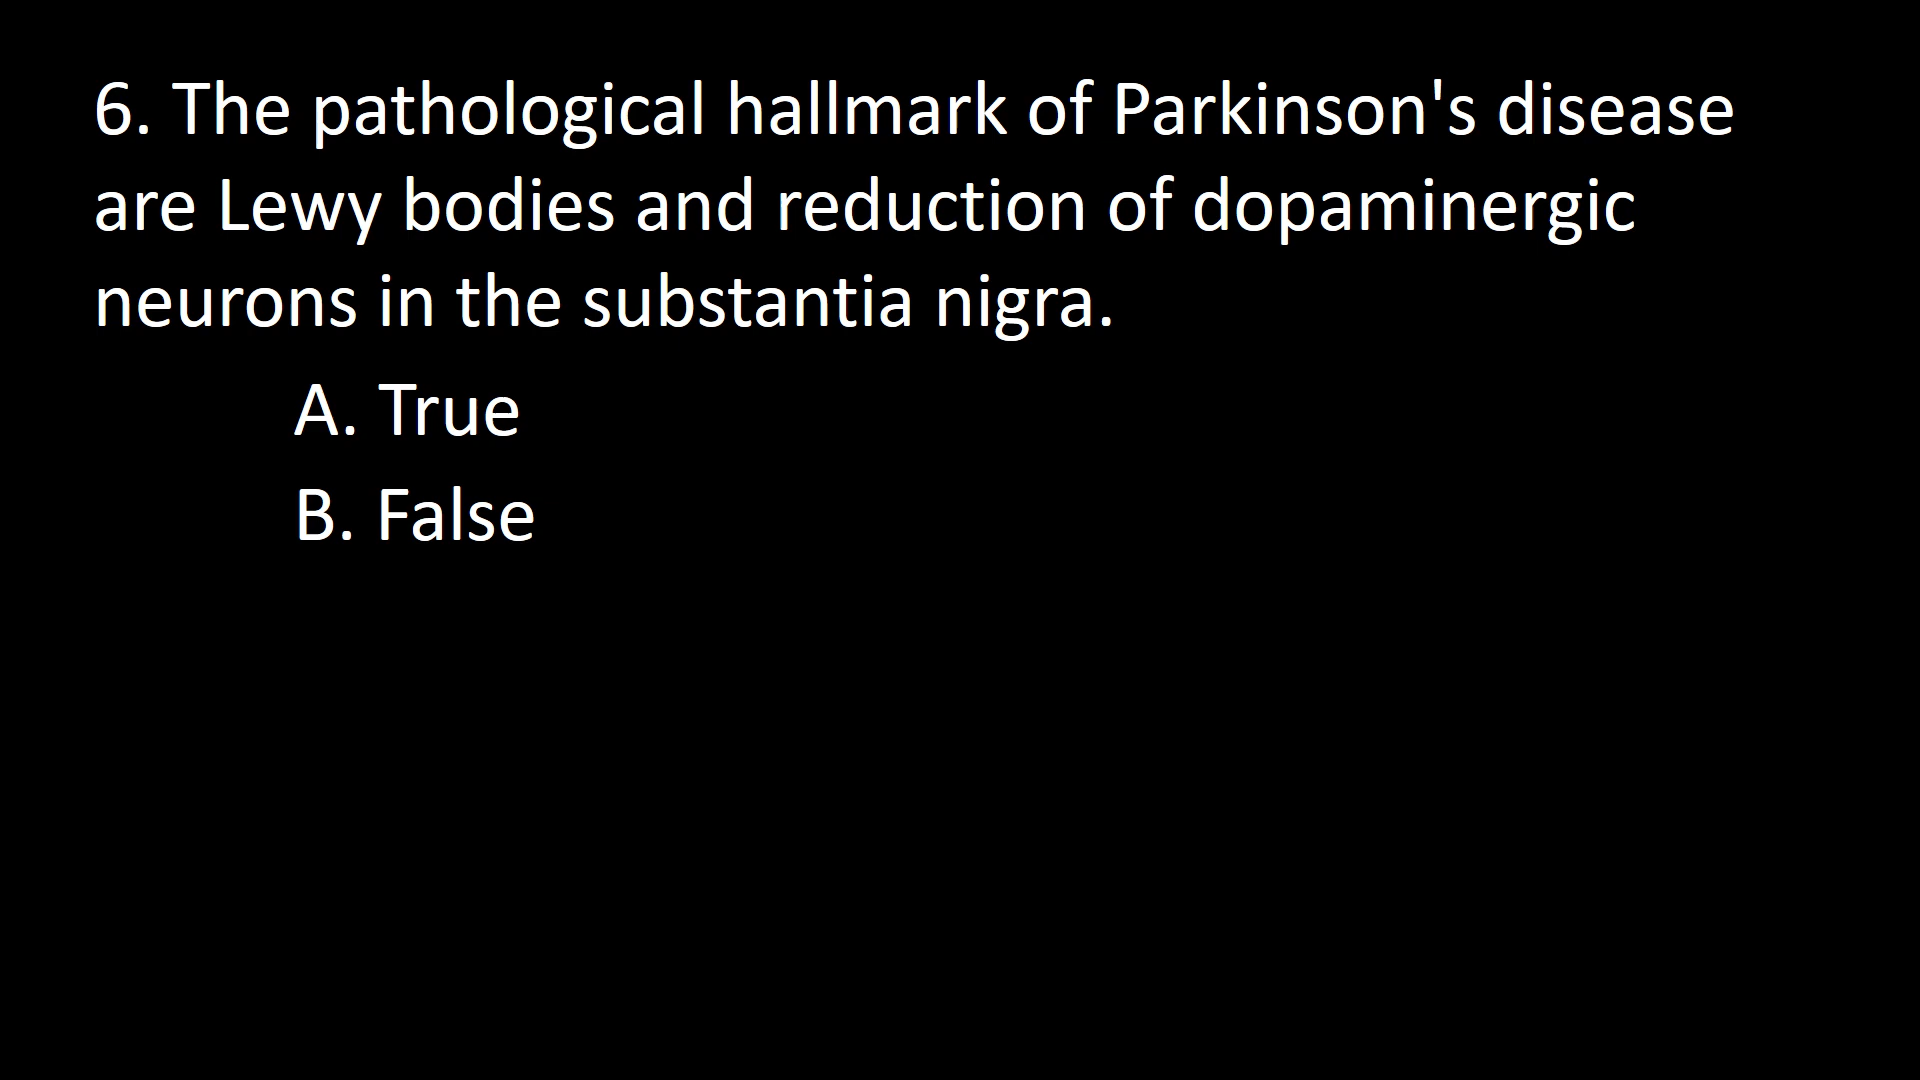 6. The pathological hallmark of Parkinson's disease
are Lewy bodies and reduction of dopaminergic
neurons in the substantia nigra.
A. True
B. False